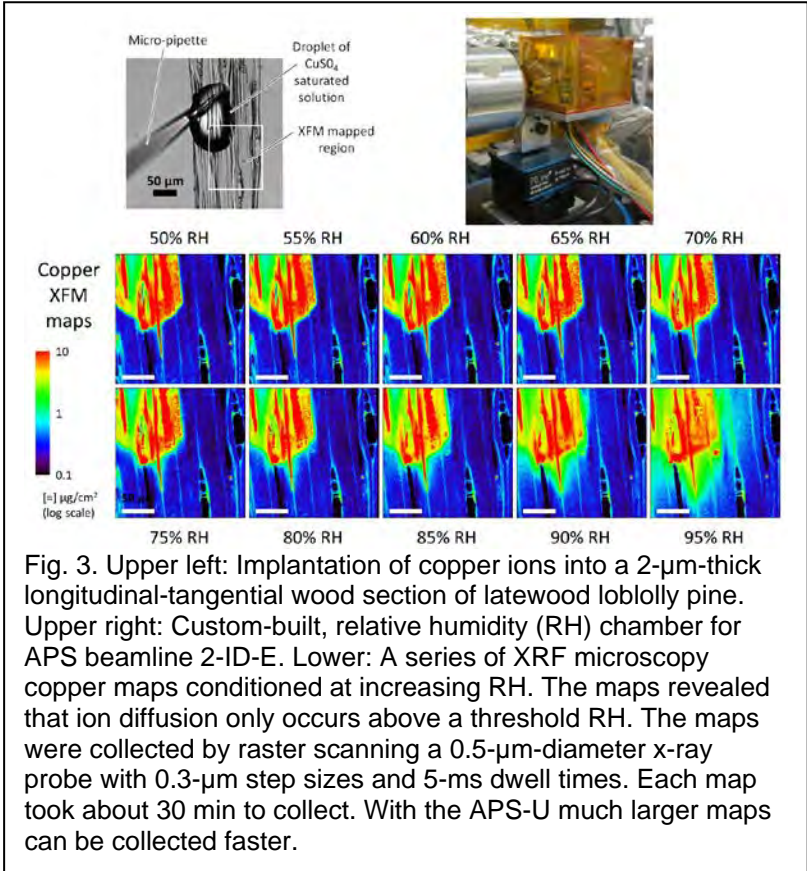 Micro-pipette
Droplet of
CuSO₄
saturated
solution
XFM mapped
region
50 µm
50% RH 55% RH 60% RH 65% RH 70% RH
Copper
XFM
maps
10
1
0.1
[=] µg/cm²
(log scale)
75% RH 80% RH 85% RH 90% RH 95% RH
Fig. 3. Upper left: Implantation of copper ions into a 2-µm-thick
longitudinal-tangential wood section of latewood loblolly pine.
Upper right: Custom-built, relative humidity (RH) chamber for
APS beamline 2-ID-E. Lower: A series of XRF microscopy
copper maps conditioned at increasing RH. The maps revealed
that ion diffusion only occurs above a threshold RH. The maps
were collected by raster scanning a 0.5-µm-diameter x-ray
probe with 0.3-µm step sizes and 5-ms dwell times. Each map
took about 30 min to collect. With the APS-U much larger maps
can be collected faster.